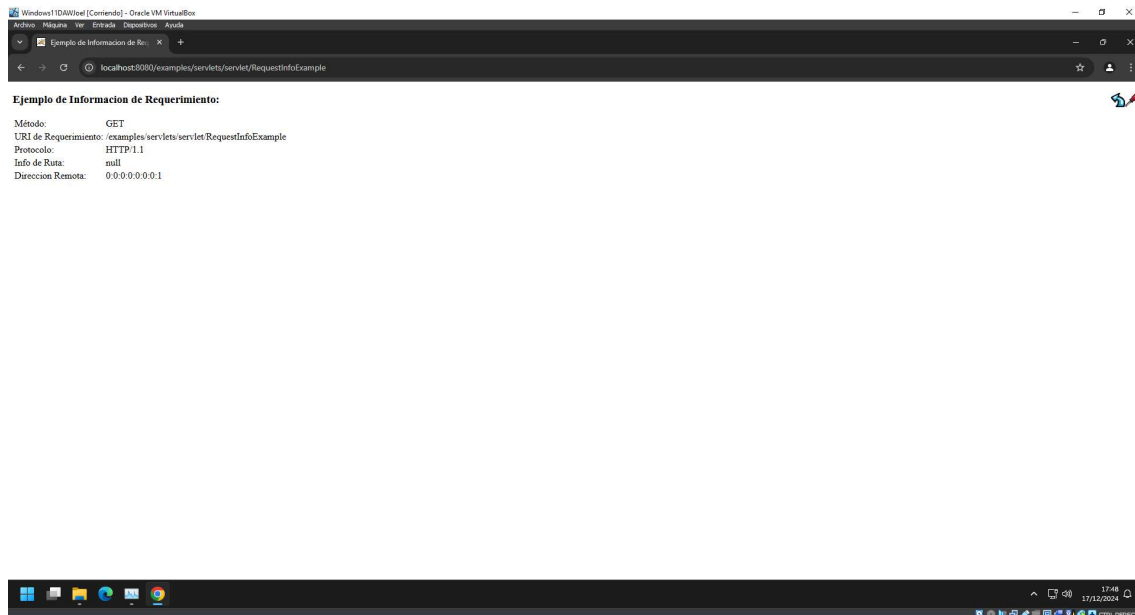 Windows11DAWJoel [Corriendo] - Oracle VM VirtualBox
Archivo Máquina Ver Entrada Dispositivos Ayuda
Ejemplo de Informacion de Req
localhost:8080/examples/servlets/servlet/RequestInfoExample
Ejemplo de Informacion de Requerimiento:
Método: GET
URI de Requerimiento: /examples/servlets/servlet/RequestInfoExample
Protocolo: HTTP/1.1
Info de Ruta: null
Direccion Remota: 0:0:0:0:0:0:0:1
17:48
17/12/2024
CTRL DERECHA